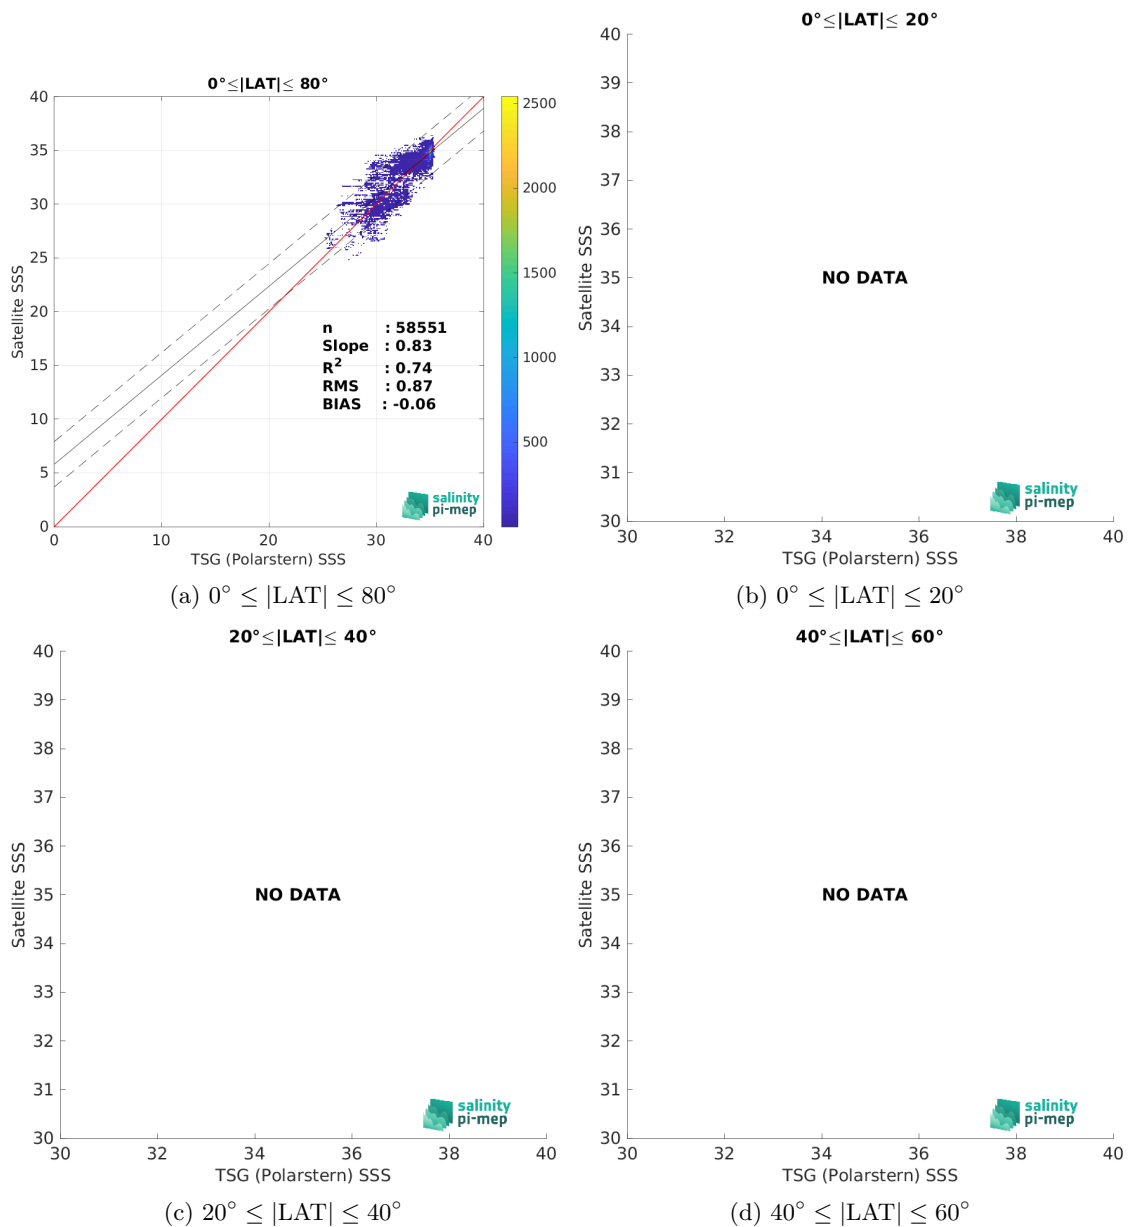 0°≤|LAT|≤ 80°
40
35
30
25
20
15
10
5
0
0
10
20
30
40
Satellite SSS
TSG (Polarstern) SSS
n : 58551
Slope : 0.83
R² : 0.74
RMS : 0.87
BIAS : -0.06
salinity
pi-mep
2500
2000
1500
1000
500
(a) 0° ≤ |LAT| ≤ 80°
0°≤|LAT|≤ 20°
40
39
38
37
36
35
34
33
32
31
30
30
32
34
36
38
40
Satellite SSS
TSG (Polarstern) SSS
NO DATA
salinity
pi-mep
(b) 0° ≤ |LAT| ≤ 20°
20°≤|LAT|≤ 40°
40
39
38
37
36
35
34
33
32
31
30
30
32
34
36
38
40
Satellite SSS
TSG (Polarstern) SSS
NO DATA
salinity
pi-mep
(c) 20° ≤ |LAT| ≤ 40°
40°≤|LAT|≤ 60°
40
39
38
37
36
35
34
33
32
31
30
30
32
34
36
38
40
Satellite SSS
TSG (Polarstern) SSS
NO DATA
salinity
pi-mep
(d) 40° ≤ |LAT| ≤ 60°